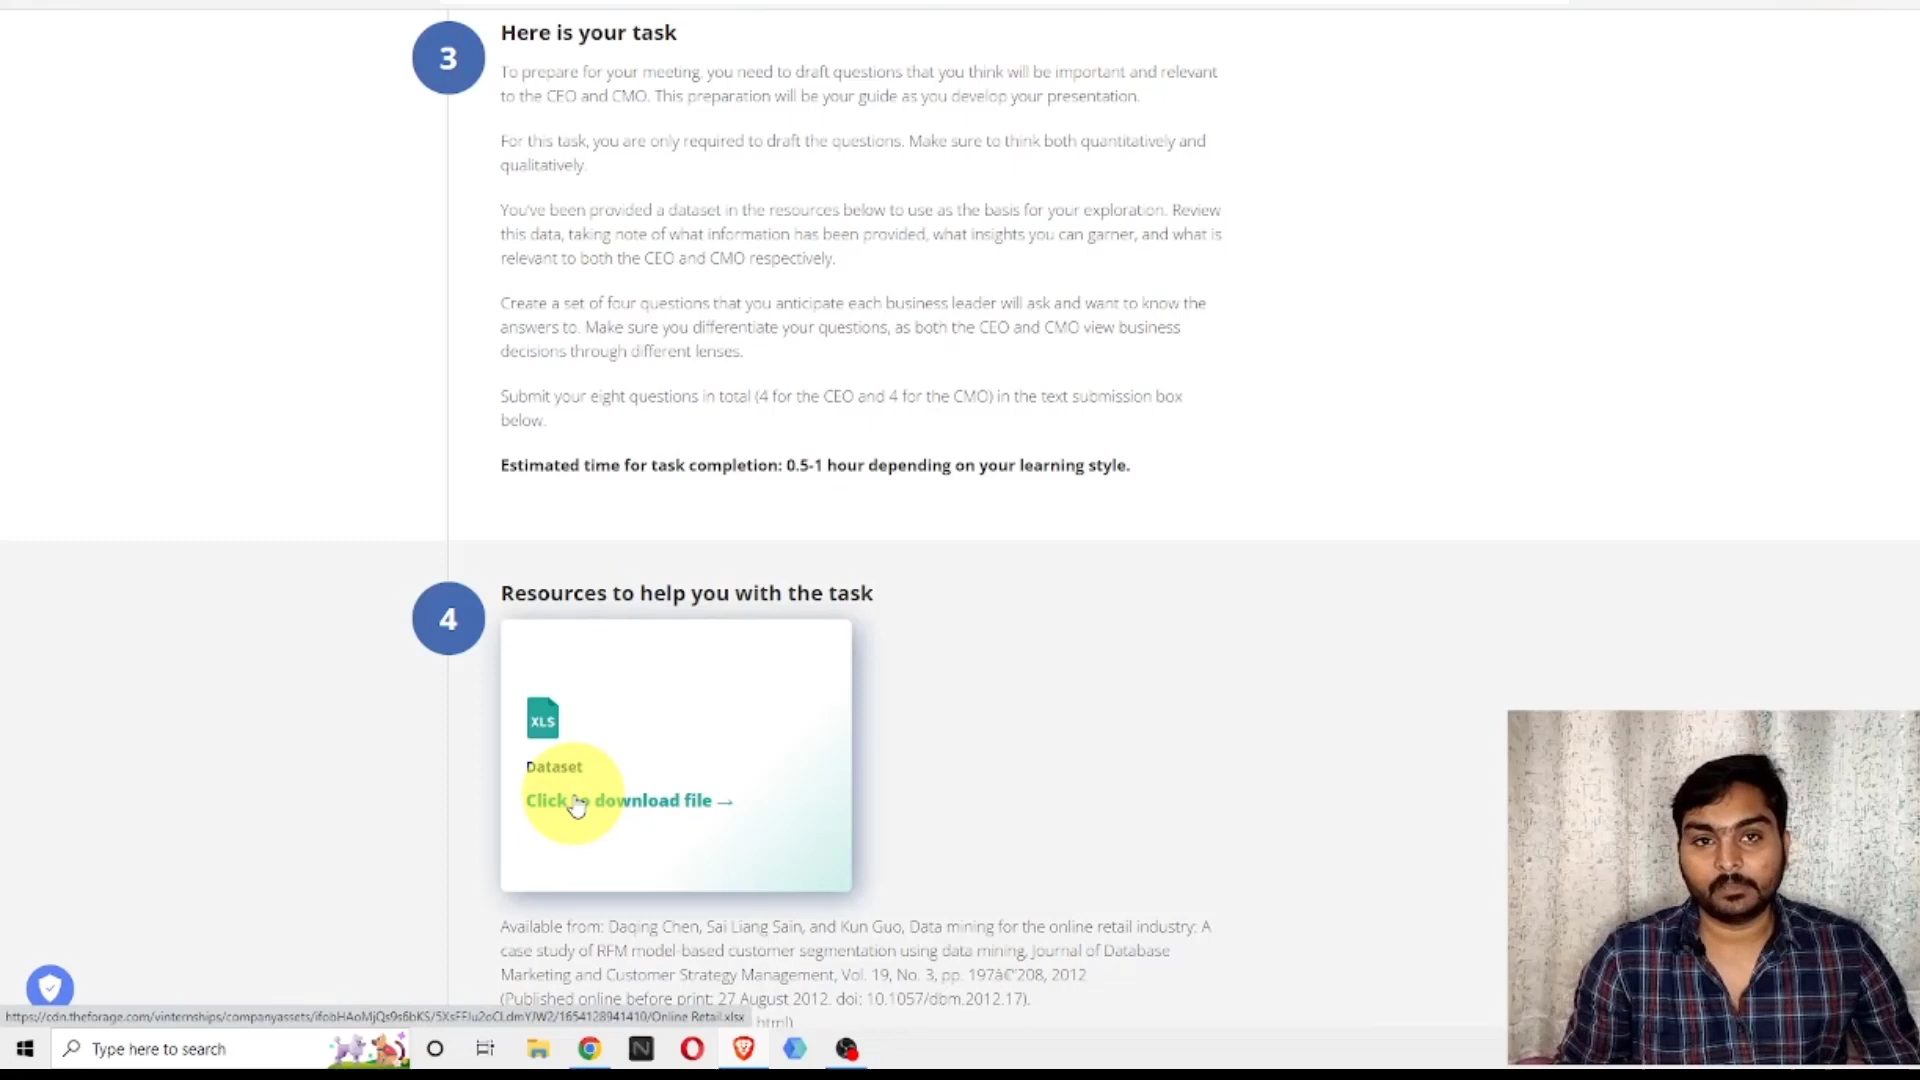 3
Here is your task
To prepare for your meeting, you need to draft questions that you think will be important and relevant
to the CEO and CMO. This preparation will be your guide as you develop your presentation.
For this task, you are only required to draft the questions. Make sure to think both quantitatively and
qualitatively.
You've been provided a dataset in the resources below to use as the basis for your exploration. Review
this data, taking note of what information has been provided, what insights you can garner, and what is
relevant to both the CEO and CMO respectively.
Create a set of four questions that you anticipate each business leader will ask and want to know the
answers to. Make sure you differentiate your questions, as both the CEO and CMO view business
decisions through different lenses.
Submit your eight questions in total (4 for the CEO and 4 for the CMO) in the text submission box
below.
Estimated time for task completion: 0.5-1 hour depending on your learning style.
4
Resources to help you with the task
XLS
Dataset
Click to download file →
Available from: Daqing Chen, Sai Liang Sain, and Kun Guo, Data mining for the online retail industry: A
case study of RFM model-based customer segmentation using data mining, Journal of Database
Marketing and Customer Strategy Management, Vol. 19, No. 3, pp. 197â€“208, 2012
(Published online before print: 27 August 2012. doi: 10.1057/dbm.2012.17).
html)
Type here to search